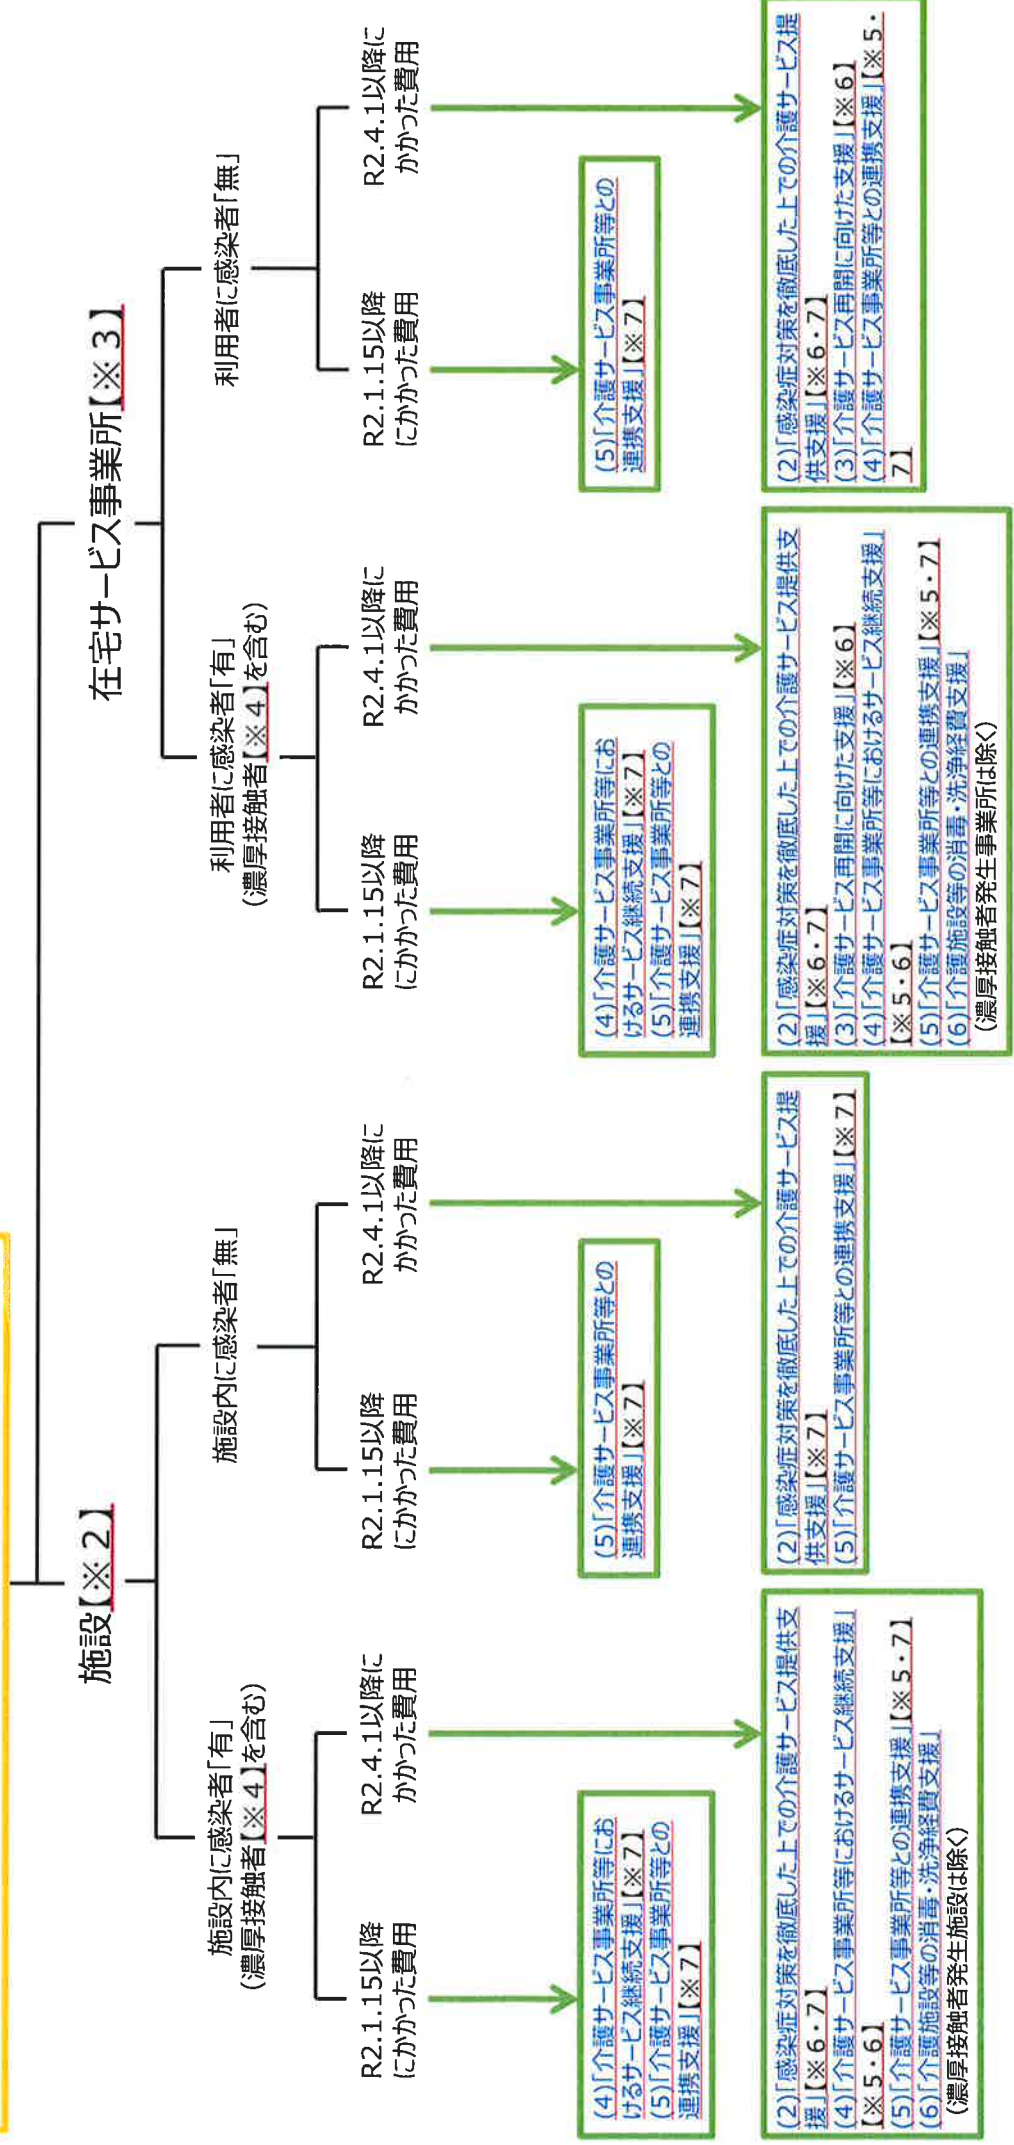 施設【※２】
在宅サービス事業所【※３】
施設内に感染者「有」
（濃厚接触者【※４】を含む）
施設内に感染者「無」
利用者に感染者「有」
（濃厚接触者【※４】を含む）
利用者に感染者「無」
R2.1.15以降
にかかった費用
R2.4.1以降に
かかった費用
R2.1.15以降
にかかった費用
R2.4.1以降に
かかった費用
R2.1.15以降
にかかった費用
R2.4.1以降に
かかった費用
R2.1.15以降
にかかった費用
R2.4.1以降に
かかった費用
(4)「介護サービス事業所等にお
けるサービス継続支援」【※７】
(5)「介護サービス事業所等との
連携支援」【※７】
(5)「介護サービス事業所等との
連携支援」【※７】
(4)「介護サービス事業所等にお
けるサービス継続支援」【※７】
(5)「介護サービス事業所等との
連携支援」【※７】
(5)「介護サービス事業所等との
連携支援」【※７】
(2)「感染症対策を徹底した上での介護サービス提供支
援」【※６・７】
(4)「介護サービス事業所等におけるサービス継続支援」
【※５・６】
(5)「介護サービス事業所等との連携支援」【※５・７】
(6)「介護施設等の消毒・洗浄経費支援」
（濃厚接触者発生施設は除く）
(2)「感染症対策を徹底した上での介護サービス提
供支援」【※７】
(5)「介護サービス事業所等との連携支援」【※７】
(2)「感染症対策を徹底した上での介護サービス提供支
援」【※６・７】
(3)「介護サービス再開に向けた支援」【※６】
(4)「介護サービス事業所等におけるサービス継続支援」
【※５・６】
(5)「介護サービス事業所等との連携支援」【※５・７】
(6)「介護施設等の消毒・洗浄経費支援」
（濃厚接触者発生事業所は除く）
(2)「感染症対策を徹底した上での介護サービス提
供支援」【※６・７】
(3)「介護サービス再開に向けた支援」【※６】
(4)「介護サービス事業所等との連携支援」【※５・
７】